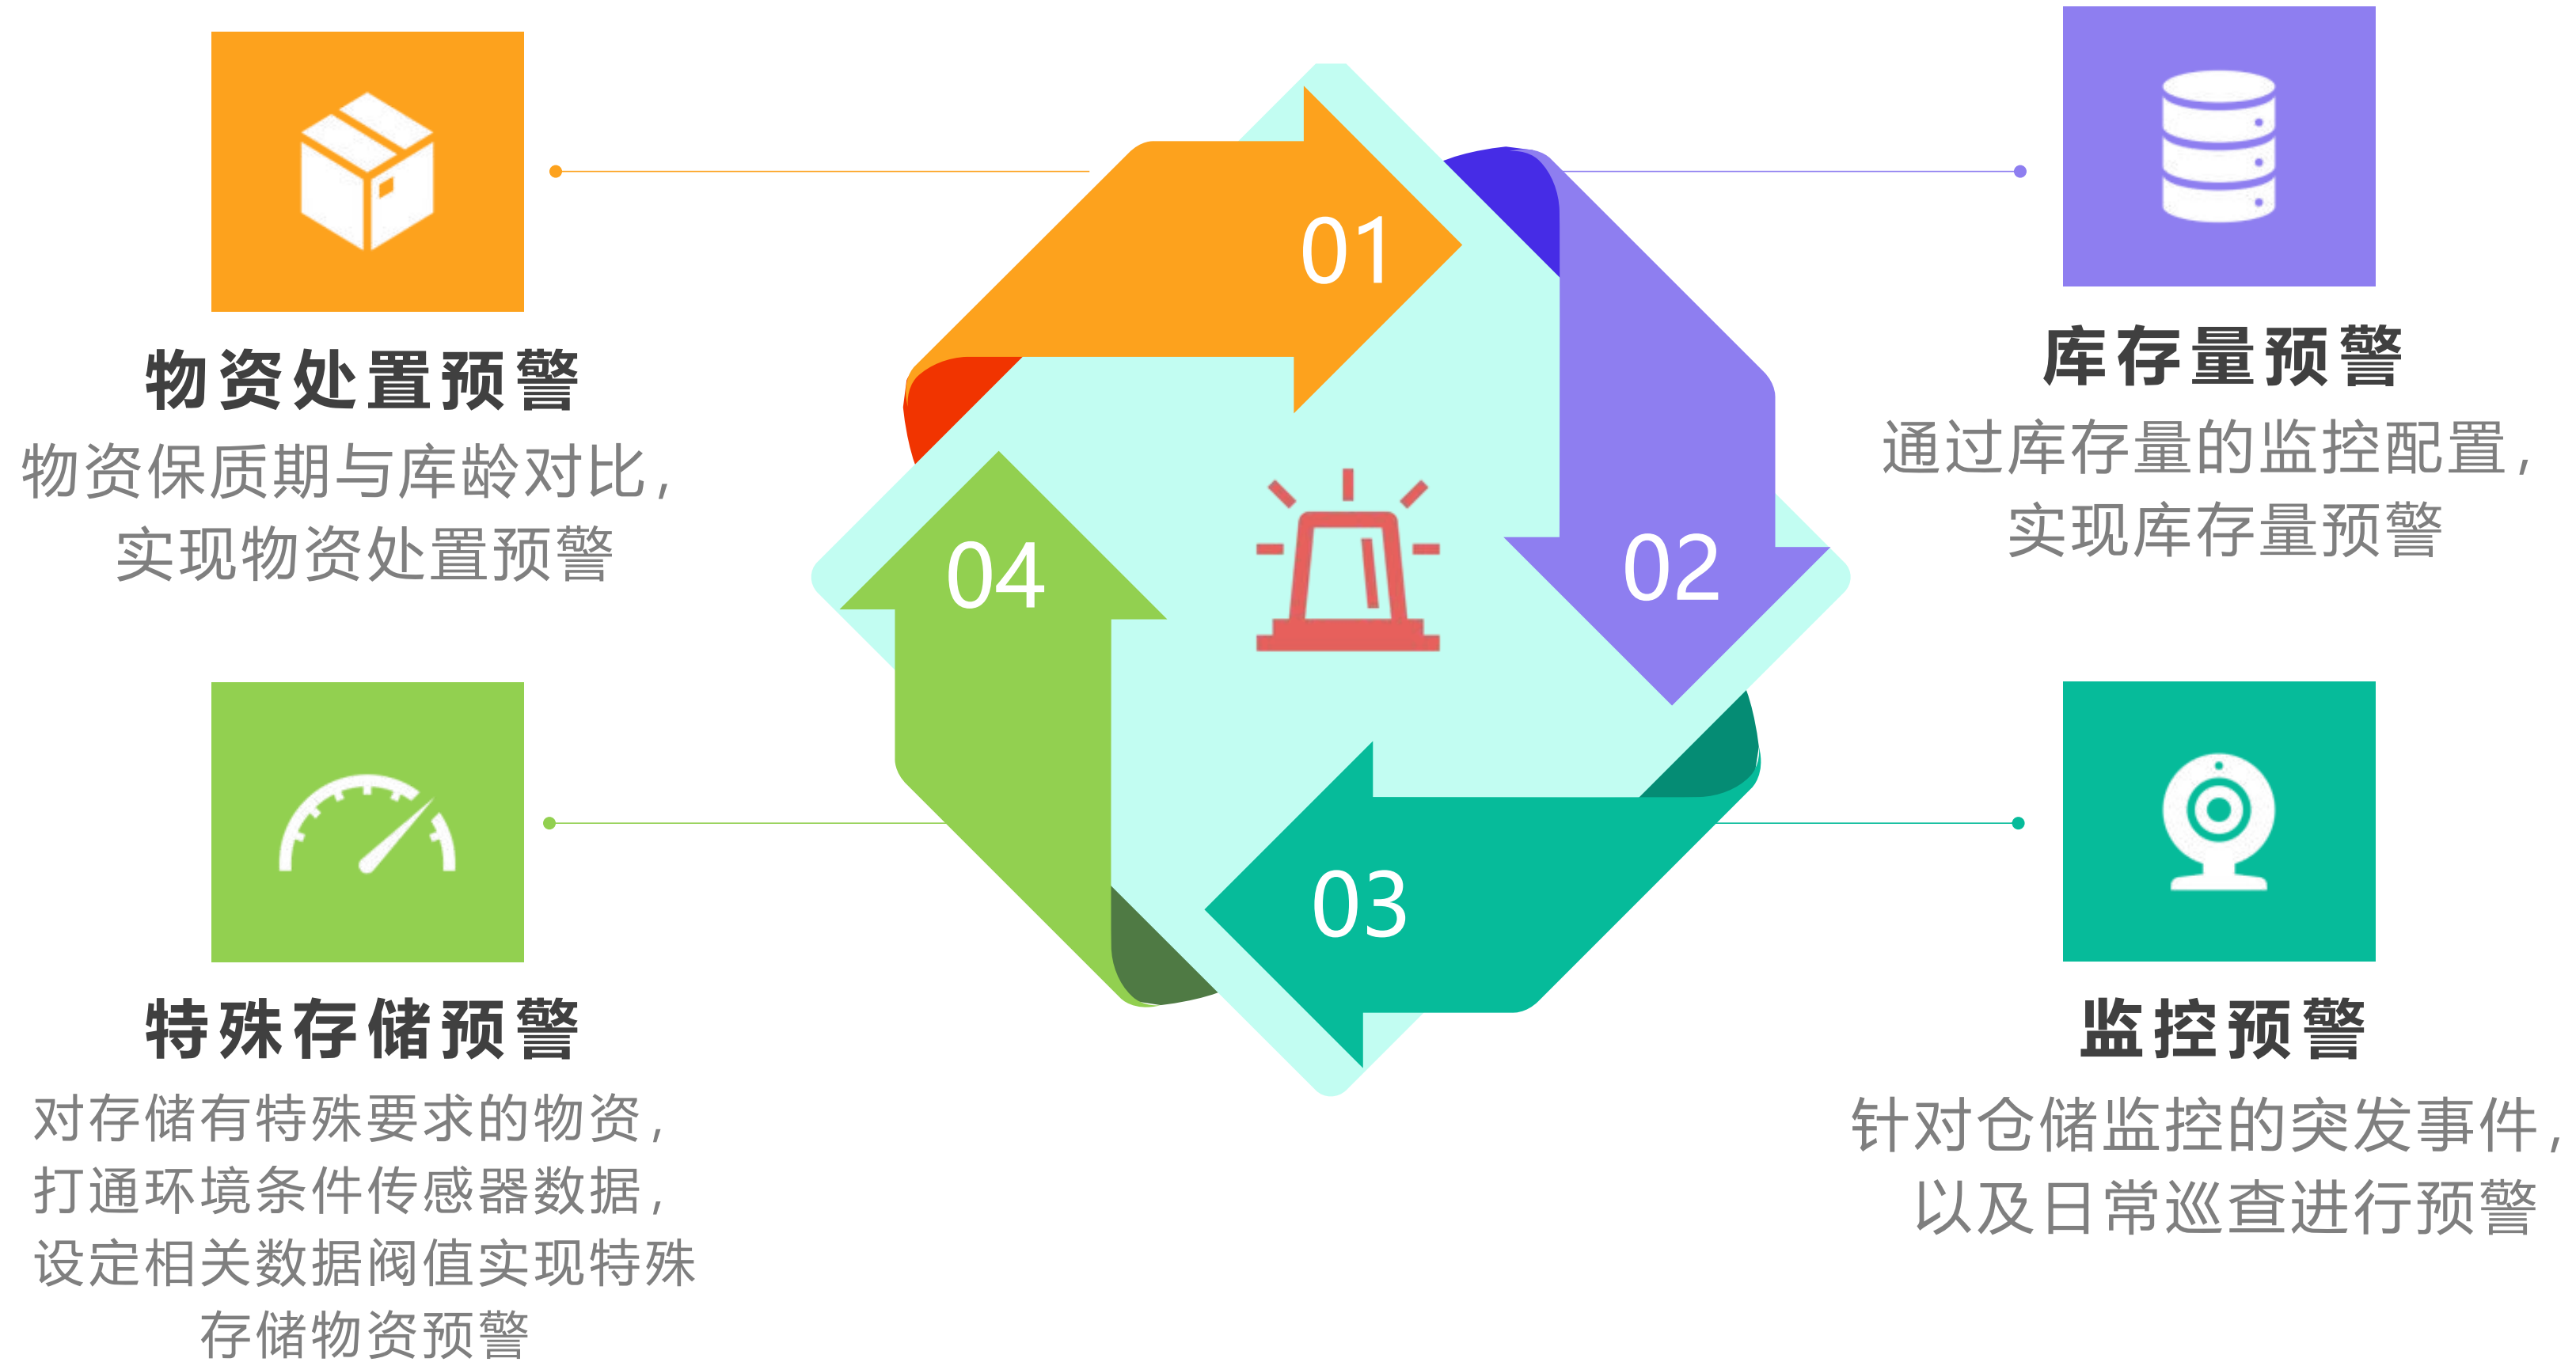 01
物资处置预警
物资保质期与库龄对比，
实现物资处置预警
02
库存量预警
通过库存量的监控配置，
实现库存量预警
03
监控预警
针对仓储监控的突发事件，
以及日常巡查进行预警
04
特殊存储预警
对存储有特殊要求的物资，
打通环境条件传感器数据，
设定相关数据阀值实现特殊
存储物资预警